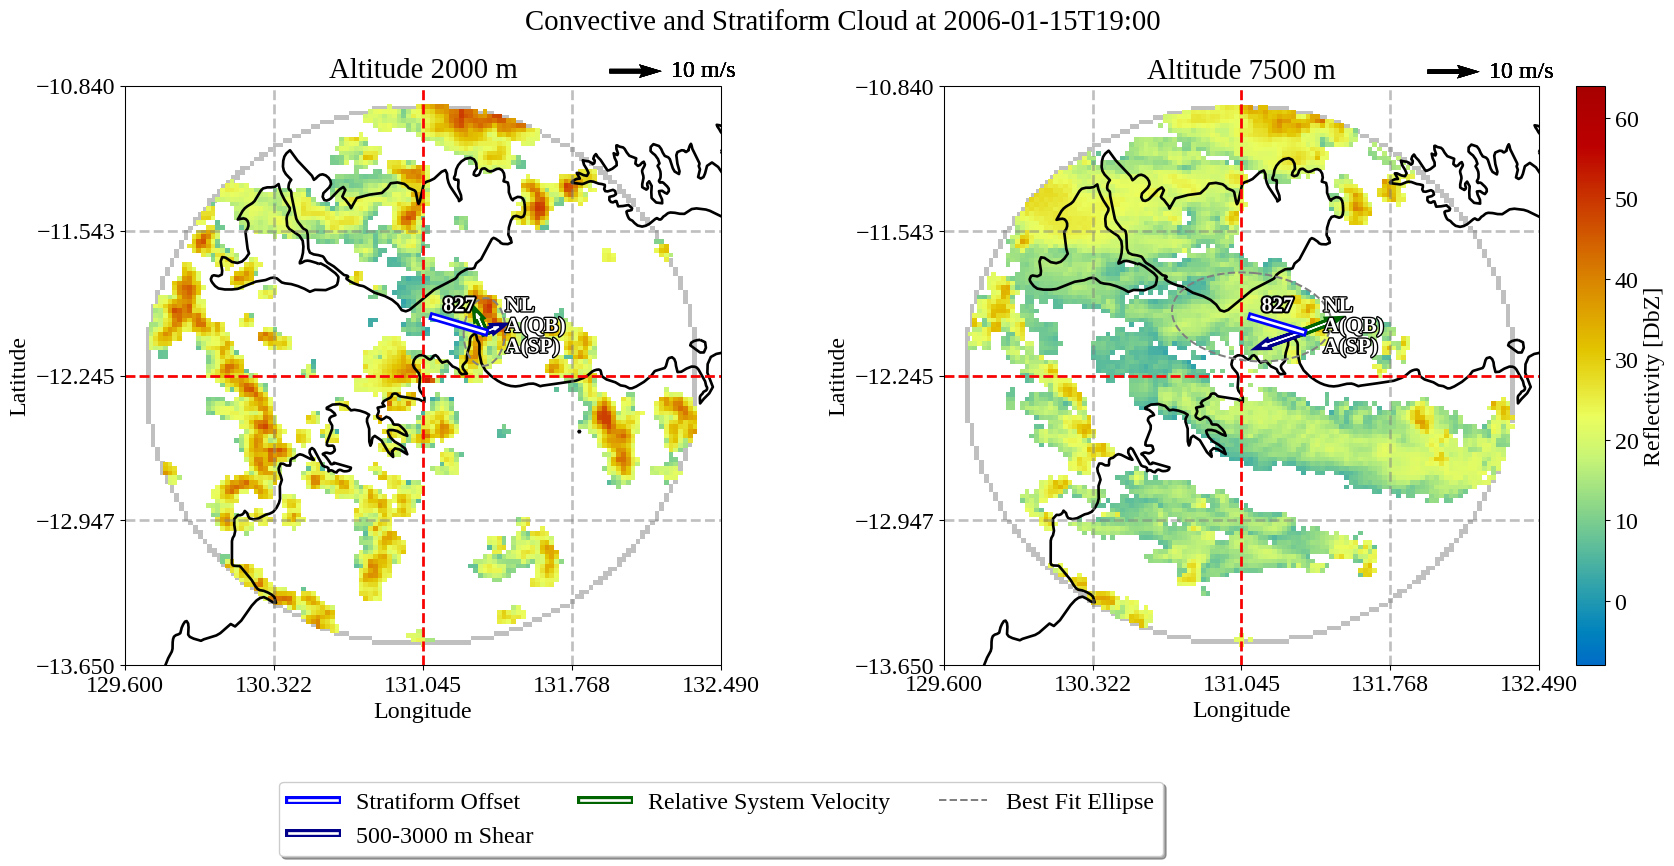 Convective and Stratiform Cloud at 2006-01-15T19:00
Altitude 2000 m
10 m/s
−10.840
−11.543
−12.245
−12.947
−13.650
Latitude
129.600
130.322
131.045
131.768
132.490
Longitude
827
NL
A(QB)
A(SP)
Altitude 7500 m
10 m/s
−10.840
−11.543
−12.245
−12.947
−13.650
Latitude
129.600
130.322
131.045
131.768
132.490
Longitude
827
NL
A(QB)
A(SP)
60
50
40
30
20
10
0
Reflectivity [DbZ]
Stratiform Offset
500-3000 m Shear
Relative System Velocity
Best Fit Ellipse